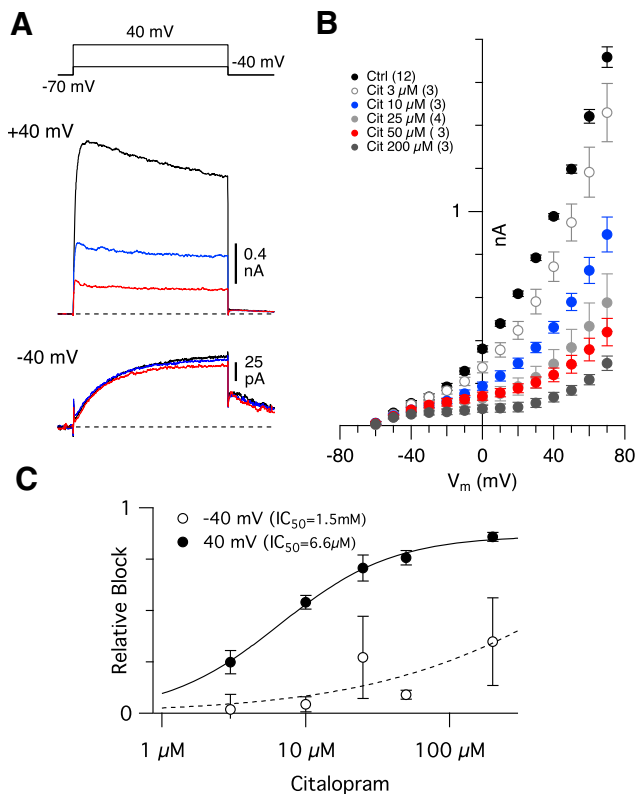 A
40 mV
-40 mV
-70 mV
+40 mV
0.4
nA
-40 mV
25
pA
B
Ctrl (12)
Cit 3 µM (3)
Cit 10 µM (3)
Cit 25 µM (4)
Cit 50 µM ( 3)
Cit 200 µM (3)
1
nA
-80 -40 0 40 80
Vm (mV)
C
1
-40 mV (IC50=1.5mM)
40 mV (IC50=6.6µM)
Relative Block
0
1 µM 10 µM 100 µM
Citalopram